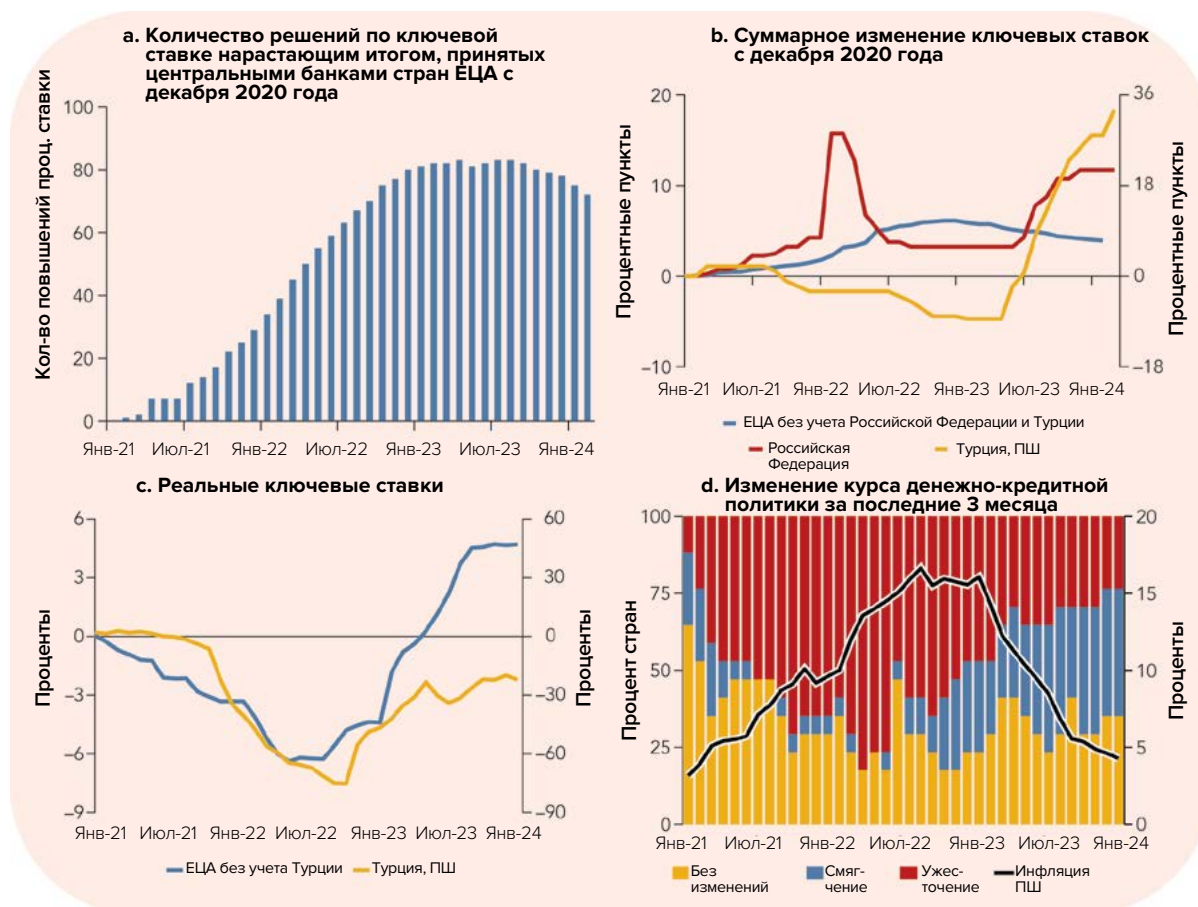 a. Количество решений по ключевой
ставке нарастающим итогом, принятых
центральными банками стран ЕЦА с
декабря 2020 года
Кол-во повышений проц. ставки
100
80
60
40
20
0
Янв-21 Июл-21 Янв-22 Июл-22 Янв-23 Июл-23 Янв-24
b. Суммарное изменение ключевых ставок
с декабря 2020 года
Процентные пункты
20
10
0
–10
36
18
0
–18
Процентные пункты
Янв-21 Июл-21 Янв-22 Июл-22 Янв-23 Июл-23 Янв-24
ЕЦА без учета Российской Федерации и Турции
Российская
Федерация
Турция, ПШ
c. Реальные ключевые ставки
Проценты
6
3
0
–3
–6
–9
60
30
0
–30
–60
–90
Проценты
Янв-21 Июл-21 Янв-22 Июл-22 Янв-23 Июл-23 Янв-24
ЕЦА без учета Турции Турция, ПШ
d. Изменение курса денежно-кредитной
политики за последние 3 месяца
Процент стран
100
75
50
25
0
20
15
10
5
0
Проценты
Янв-21 Июл-21 Янв-22 Июл-22 Янв-23 Июл-23 Янв-24
Без
изменений
Смяг-
чение
Ужес-
точение
Инфляция
ПШ